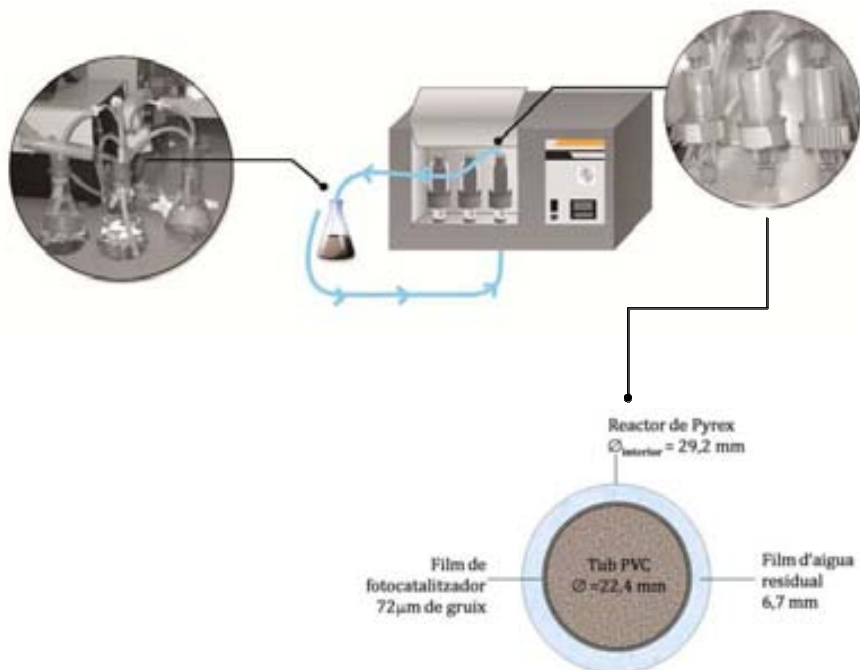 Reactor de Pyrex
Ø interior = 29,2 mm
Film de
fotocatalitzador
72μm de gruix
Tub PVC
Ø =22,4 mm
Film d'aigua
residual
6,7 mm